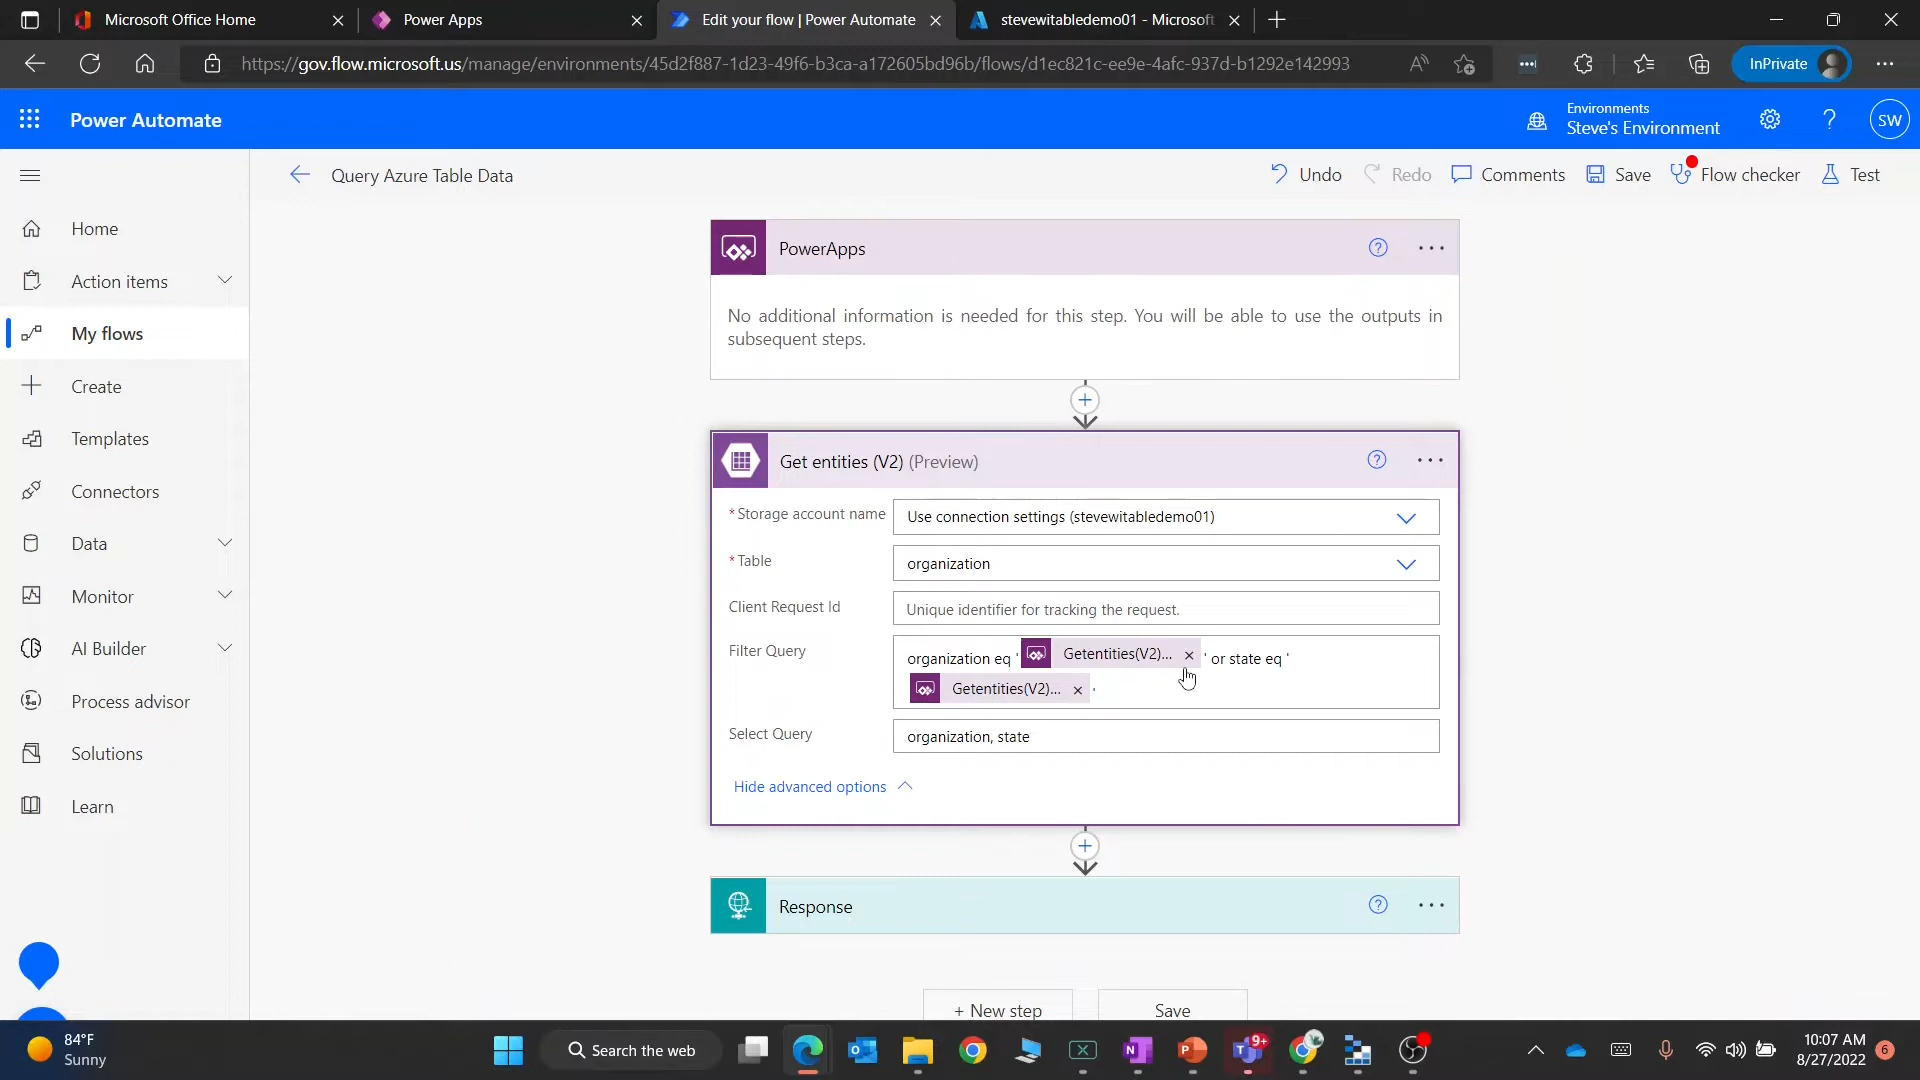 Microsoft Office Home
Power Apps
Edit your flow | Power Automate
stevewitabledemo01 - Microsoft
https://gov.flow.microsoft.us/manage/environments/45d2f887-1d23-49f6-b3ca-a172605bd96b/flows/d1ec821c-ee9e-4afc-937d-b1292e142993
InPrivate
Power Automate
Environments
Steve's Environment
SW
Query Azure Table Data
Undo
Redo
Comments
Save
Flow checker
Test
Home
Action items
My flows
Create
Templates
Connectors
Data
Monitor
AI Builder
Process advisor
Solutions
Learn
PowerApps
No additional information is needed for this step. You will be able to use the outputs in
subsequent steps.
Get entities (V2) (Preview)
* Storage account name
Use connection settings (stevewitabledemo01)
* Table
organization
Client Request Id
Unique identifier for tracking the request.
Filter Query
organization eq ' Getentities(V2)... × ' or state eq '
Getentities(V2)... × '
Select Query
organization, state
Hide advanced options
Response
+ New step
Save
84°F
Sunny
Search the web
9+
10:07 AM
8/27/2022
6